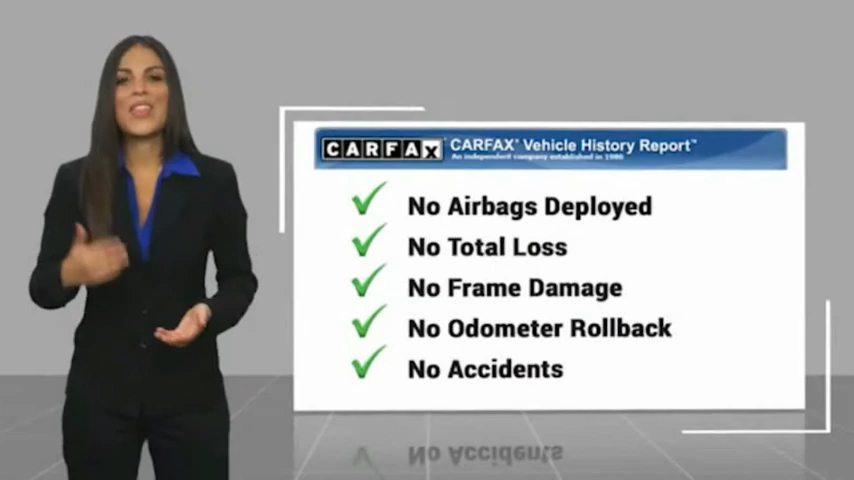 CARFAX CARFAX® Vehicle History Report™
An independent company established in 1986
No Airbags Deployed
No Total Loss
No Frame Damage
No Odometer Rollback
No Accidents
No Accidents